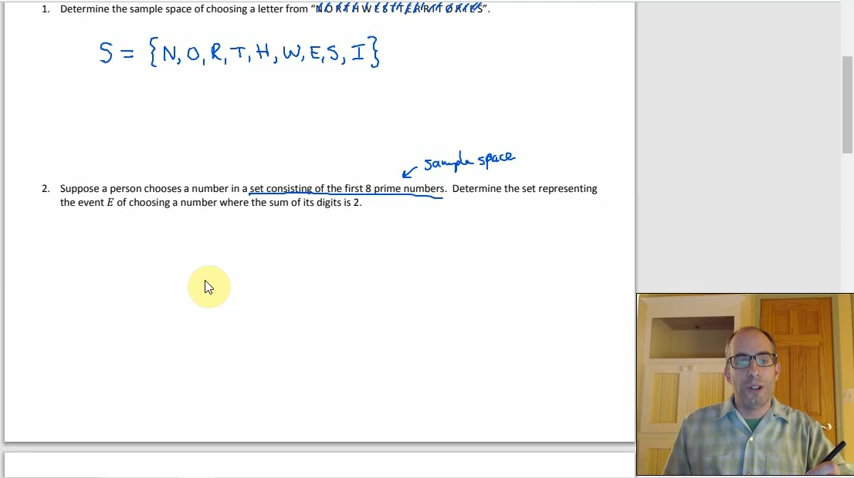 1. Determine the sample space of choosing a letter from "NORTHWEST TERRITORIES".
S = {N, O, R, T, H, W, E, S, I}
sample space
2. Suppose a person chooses a number in a set consisting of the first 8 prime numbers. Determine the set representing
the event E of choosing a number where the sum of its digits is 2.